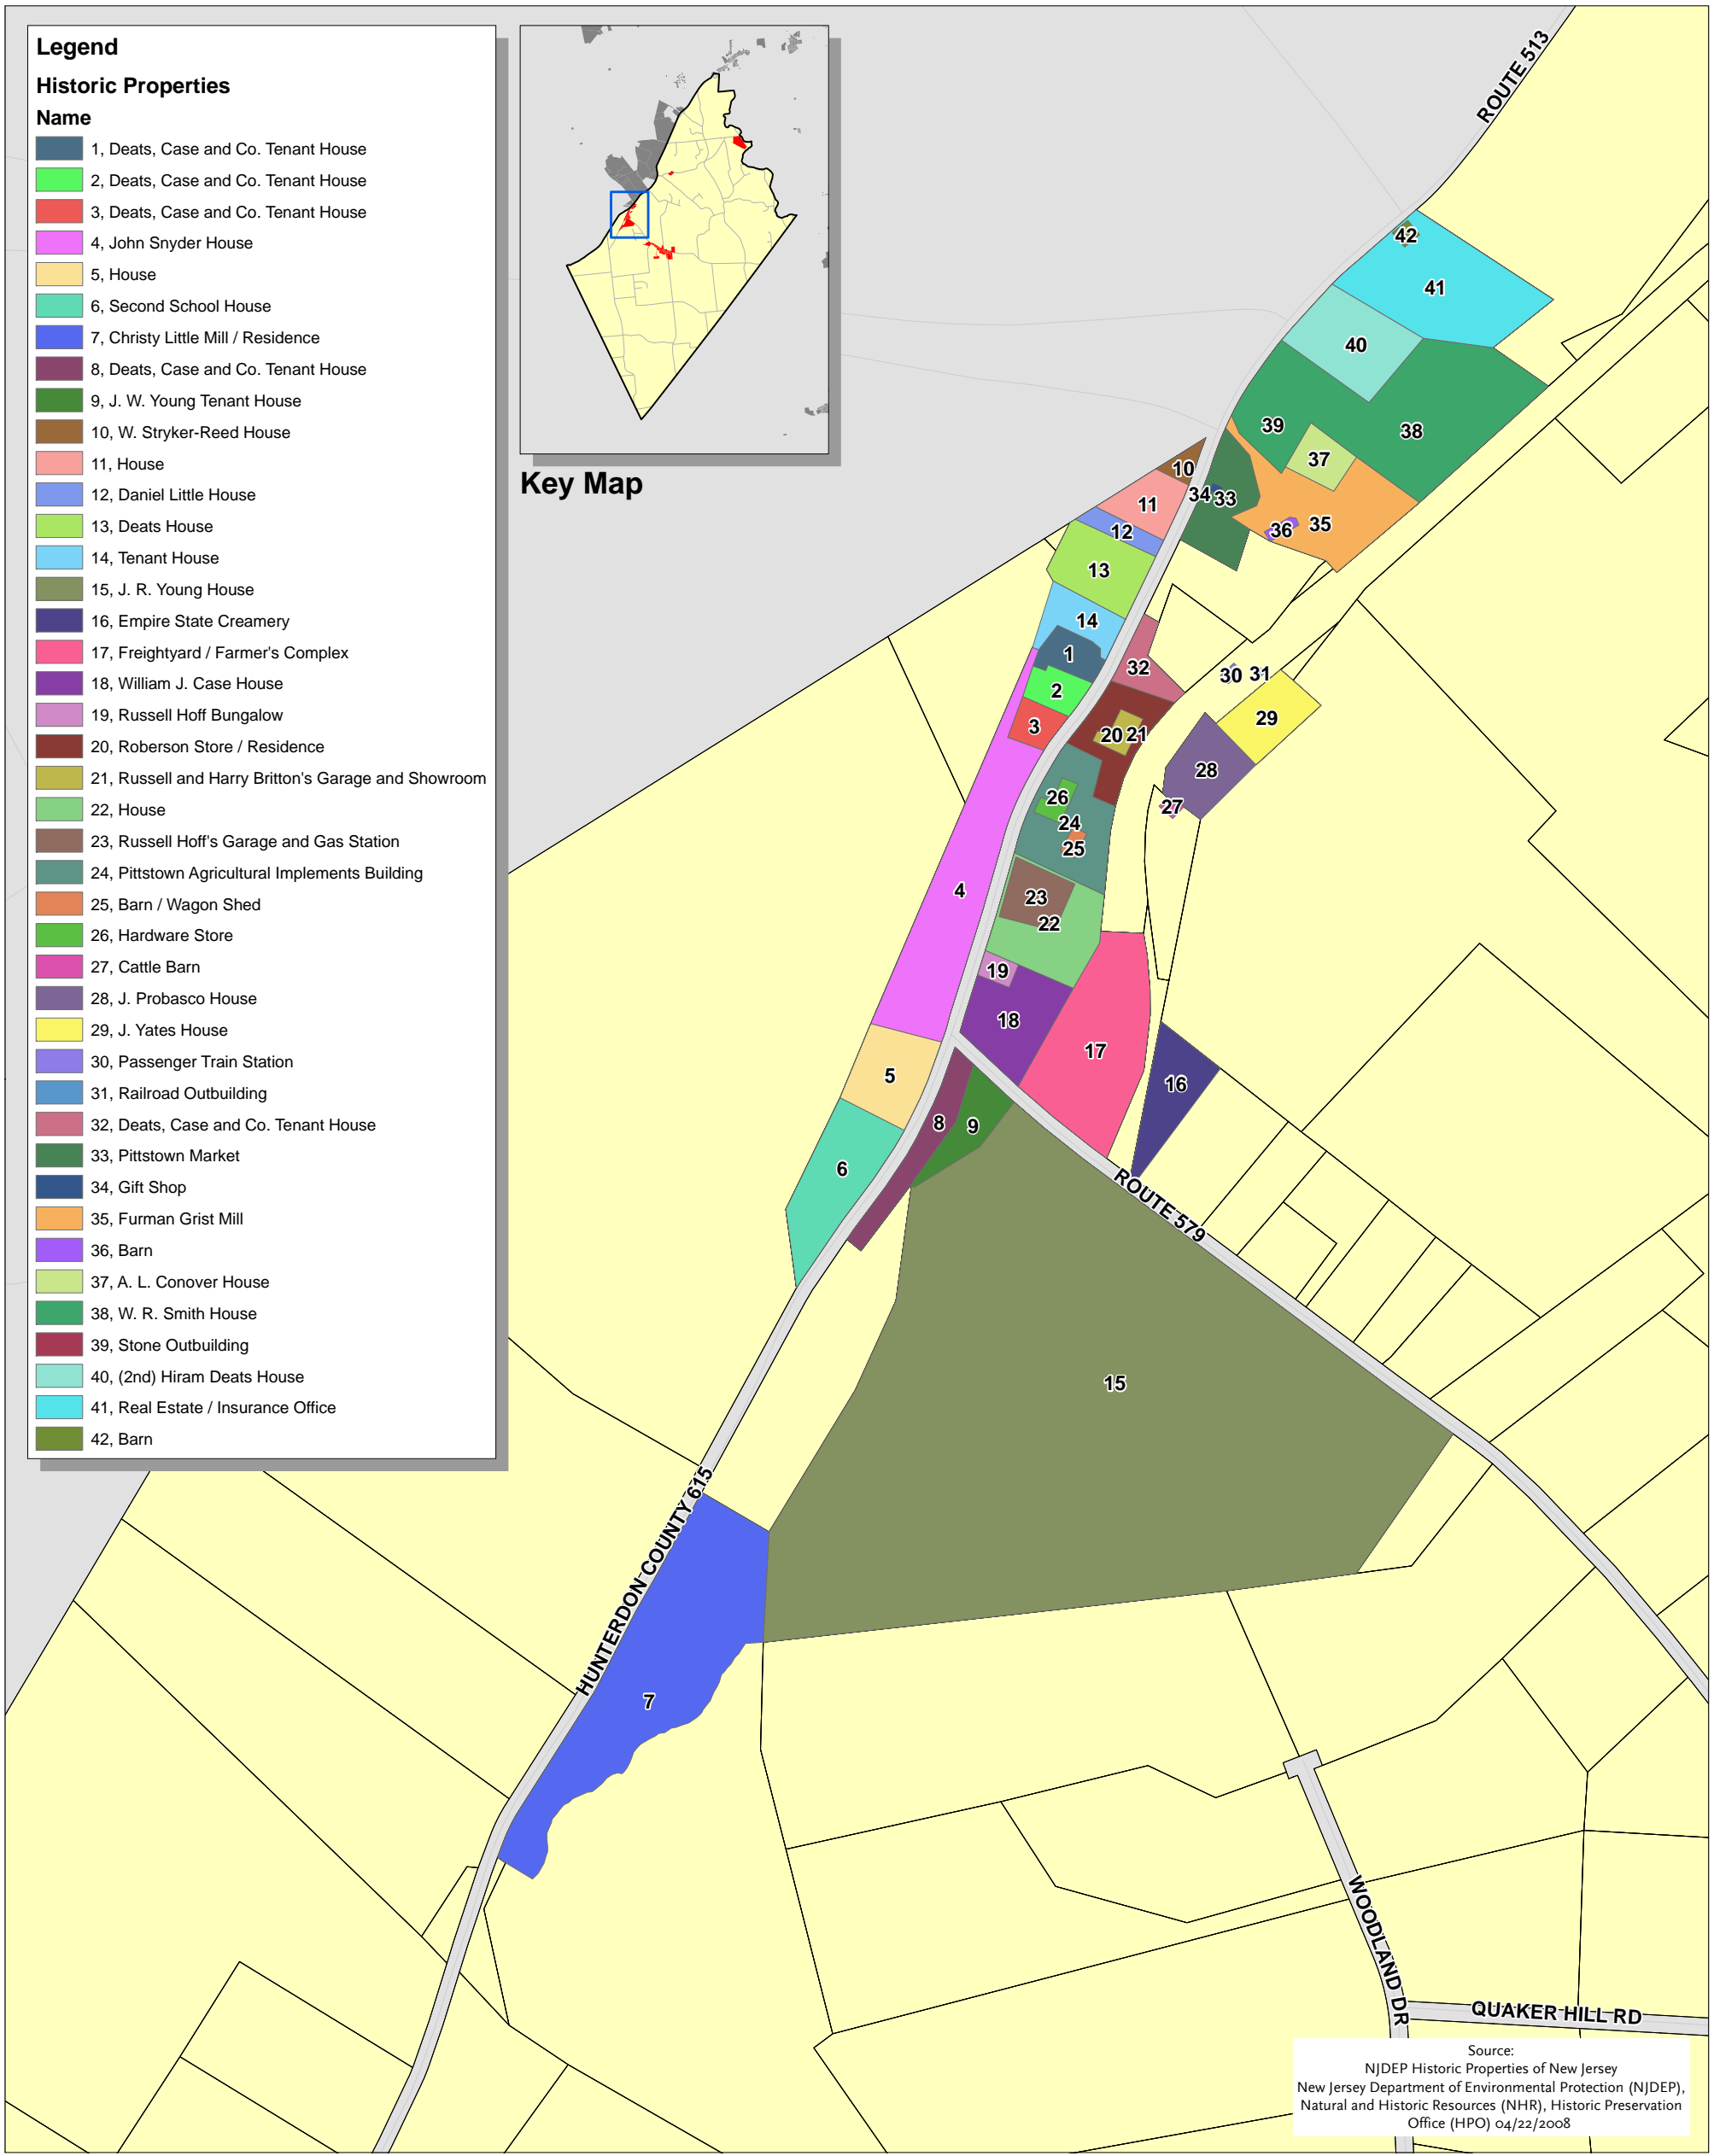 Legend
Historic Properties
Name
1, Deats, Case and Co. Tenant House
2, Deats, Case and Co. Tenant House
3, Deats, Case and Co. Tenant House
4, John Snyder House
5, House
6, Second School House
7, Christy Little Mill / Residence
8, Deats, Case and Co. Tenant House
9, J. W. Young Tenant House
10, W. Stryker-Reed House
11, House
12, Daniel Little House
13, Deats House
14, Tenant House
15, J. R. Young House
16, Empire State Creamery
17, Freightyard / Farmer's Complex
18, William J. Case House
19, Russell Hoff Bungalow
20, Roberson Store / Residence
21, Russell and Harry Britton's Garage and Showroom
22, House
23, Russell Hoff's Garage and Gas Station
24, Pittstown Agricultural Implements Building
25, Barn / Wagon Shed
26, Hardware Store
27, Cattle Barn
28, J. Probasco House
29, J. Yates House
30, Passenger Train Station
31, Railroad Outbuilding
32, Deats, Case and Co. Tenant House
33, Pittstown Market
34, Gift Shop
35, Furman Grist Mill
36, Barn
37, A. L. Conover House
38, W. R. Smith House
39, Stone Outbuilding
40, (2nd) Hiram Deats House
41, Real Estate / Insurance Office
42, Barn
Key Map
ROUTE 513
42
41
40
39
38
37
10
34
33
11
36
35
12
13
14
1
32
30
31
2
3
20
21
29
28
26
27
24
25
4
23
22
19
18
17
5
16
8
9
6
ROUTE 579
15
HUNTERDON COUNTY 615
7
WOODLAND DR
QUAKER HILL RD
Source:
NJDEP Historic Properties of New Jersey
New Jersey Department of Environmental Protection (NJDEP),
Natural and Historic Resources (NHR), Historic Preservation
Office (HPO) 04/22/2008